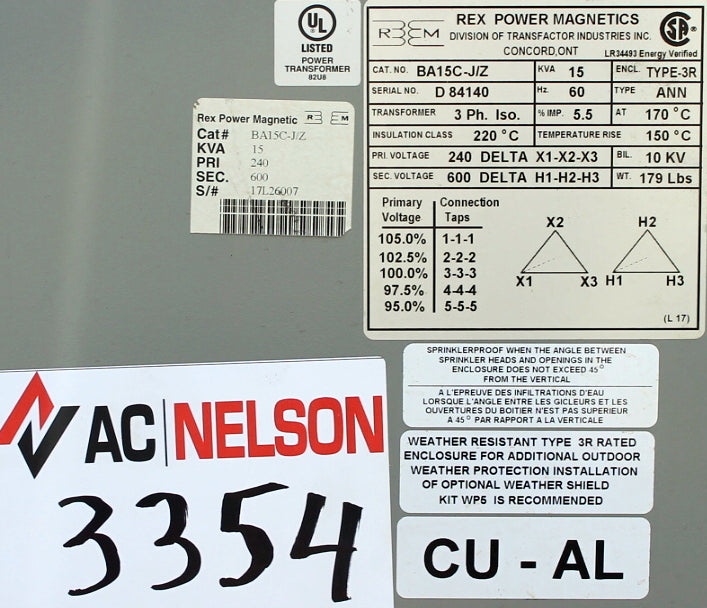 UL
LISTED
POWER
TRANSFORMER
82U8
Rex Power Magnetic REM
Cat# BA15C-J/Z
KVA 15
PRI 240
SEC. 600
S/# 17L26007
REM REX POWER MAGNETICS
DIVISION OF TRANSFACTOR INDUSTRIES INC.
CONCORD,ONT
SA
LR34493 Energy Verified
CAT. NO. BA15C-J/Z KVA 15 ENCL. TYPE-3R
SERIAL NO. D 84140 Hz. 60 TYPE ANN
TRANSFORMER 3 Ph. Iso. % IMP. 5.5 AT 170 °C
INSULATION CLASS 220 °C TEMPERATURE RISE 150 °C
PRI. VOLTAGE 240 DELTA X1-X2-X3 BIL. 10 KV
SEC. VOLTAGE 600 DELTA H1-H2-H3 WT. 179 Lbs
Primary Connection
Voltage Taps
105.0% 1-1-1
102.5% 2-2-2
100.0% 3-3-3
97.5% 4-4-4
95.0% 5-5-5
X2 H2
X1 X3 H1 H3
(L 17)
SPRINKLERPROOF WHEN THE ANGLE BETWEEN
SPRINKLER HEADS AND OPENINGS IN THE
ENCLOSURE DOES NOT EXCEED 45°
FROM THE VERTICAL
A L'EPREUVE DES INFILTRATIONS D'EAU
LORSQUE L'ANGLE ENTRE LES GICLEURS ET LES
OUVERTURES DU BOITIER N'EST PAS SUPERIEUR
A 45° PAR RAPPORT A LA VERTICALE
WEATHER RESISTANT TYPE 3R RATED
ENCLOSURE FOR ADDITIONAL OUTDOOR
WEATHER PROTECTION INSTALLATION
OF OPTIONAL WEATHER SHIELD
KIT WP5 IS RECOMMENDED
CU - AL
AC|NELSON
3354